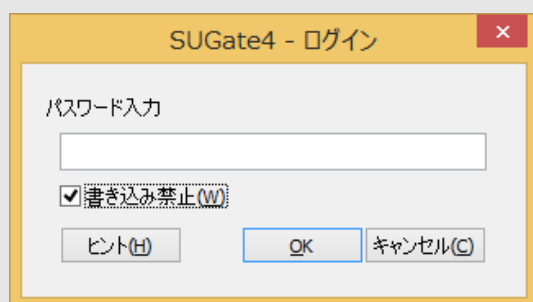 SUGate4 - ログイン
パスワード入力
書き込み禁止(W)
ヒント(H)
OK
キャンセル(C)